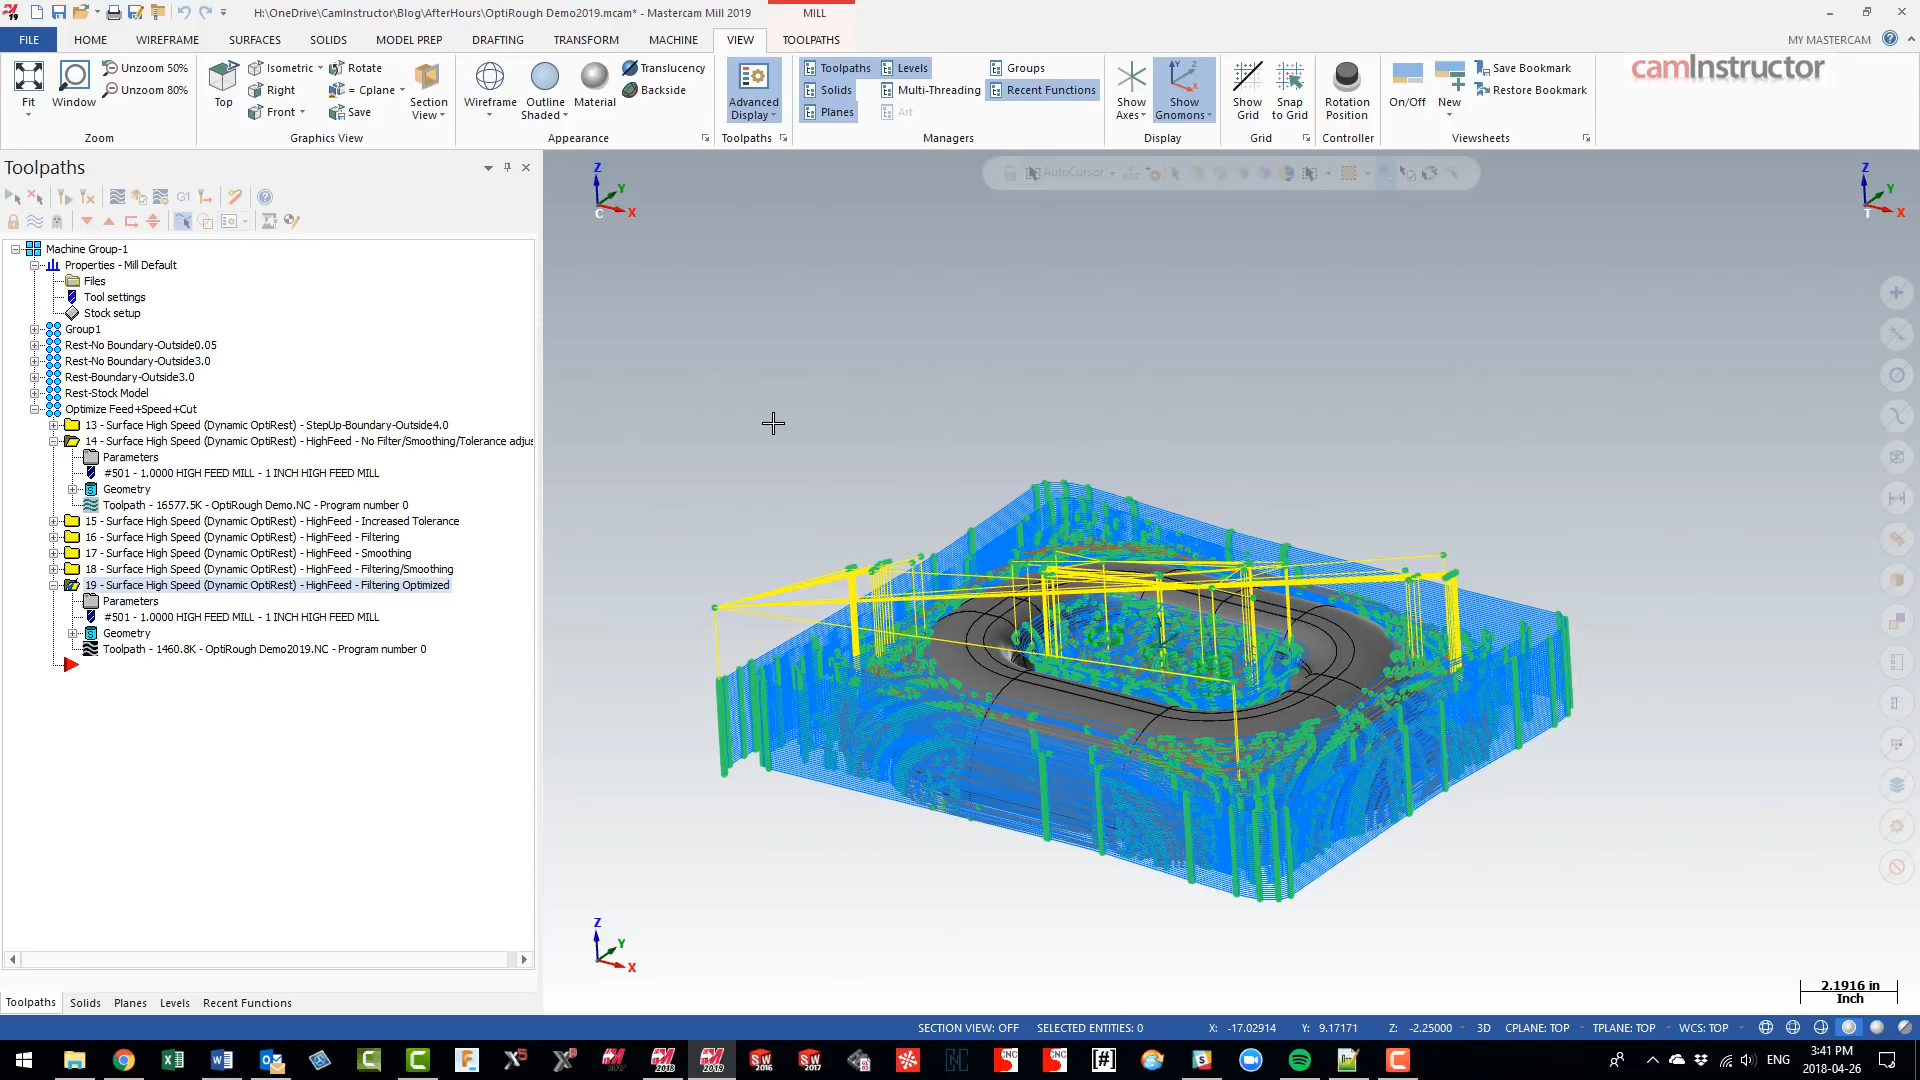 H:\OneDrive\CamInstructor\Blog\AfterHours\OptiRough Demo2019.mcam* - Mastercam Mill 2019
MILL
FILE HOME WIREFRAME SURFACES SOLIDS MODEL PREP DRAFTING TRANSFORM MACHINE VIEW TOOLPATHS MY MASTERCAM
camInstructor
Fit
Window
Unzoom 50%
Unzoom 80%
Zoom
Top
Isometric
Right
Front
Rotate
= Cplane
Save
Section View
Graphics View
Wireframe
Outline Shaded
Material
Translucency
Backside
Appearance
Advanced Display
Toolpaths
Toolpaths
Solids
Planes
Levels
Multi-Threading
Art
Groups
Recent Functions
Managers
Show Axes
Show Gnomons
Display
Show Grid
Snap to Grid
Grid
Rotation Position
Controller
On/Off
New
Save Bookmark
Restore Bookmark
Viewsheets
Toolpaths
G1
AutoCursor
Machine Group-1
Properties - Mill Default
Files
Tool settings
Stock setup
Group1
Rest-No Boundary-Outside0.05
Rest-No Boundary-Outside3.0
Rest-Boundary-Outside3.0
Rest-Stock Model
Optimize Feed+Speed+Cut
13 - Surface High Speed (Dynamic OptiRest) - StepUp-Boundary-Outside4.0
14 - Surface High Speed (Dynamic OptiRest) - HighFeed - No Filter/Smoothing/Tolerance adjus
Parameters
#501 - 1.0000 HIGH FEED MILL - 1 INCH HIGH FEED MILL
Geometry
Toolpath - 16577.5K - OptiRough Demo.NC - Program number 0
15 - Surface High Speed (Dynamic OptiRest) - HighFeed - Increased Tolerance
16 - Surface High Speed (Dynamic OptiRest) - HighFeed - Filtering
17 - Surface High Speed (Dynamic OptiRest) - HighFeed - Smoothing
18 - Surface High Speed (Dynamic OptiRest) - HighFeed - Filtering/Smoothing
19 - Surface High Speed (Dynamic OptiRest) - HighFeed - Filtering Optimized
Parameters
#501 - 1.0000 HIGH FEED MILL - 1 INCH HIGH FEED MILL
Geometry
Toolpath - 1460.8K - OptiRough Demo2019.NC - Program number 0
Z Y X C
Z Y X T
Z Y X
2.1916 in
Inch
Toolpaths Solids Planes Levels Recent Functions
SECTION VIEW: OFF SELECTED ENTITIES: 0 X: -17.02914 Y: 9.17171 Z: -2.25000 3D CPLANE: TOP TPLANE: TOP WCS: TOP
ENG
3:41 PM
2018-04-26